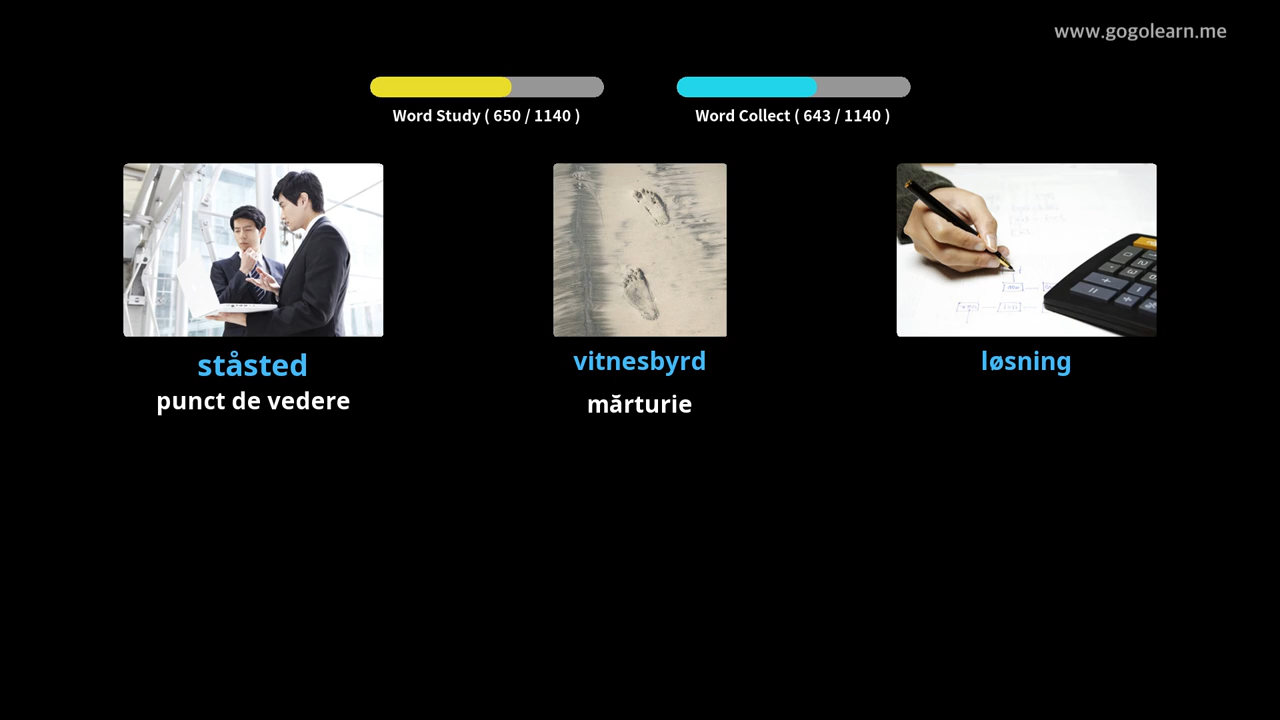 www.gogolearn.me
Word Study ( 650 / 1140 )
Word Collect ( 643 / 1140 )
ståsted
vitnesbyrd
løsning
punct de vedere
mărturie